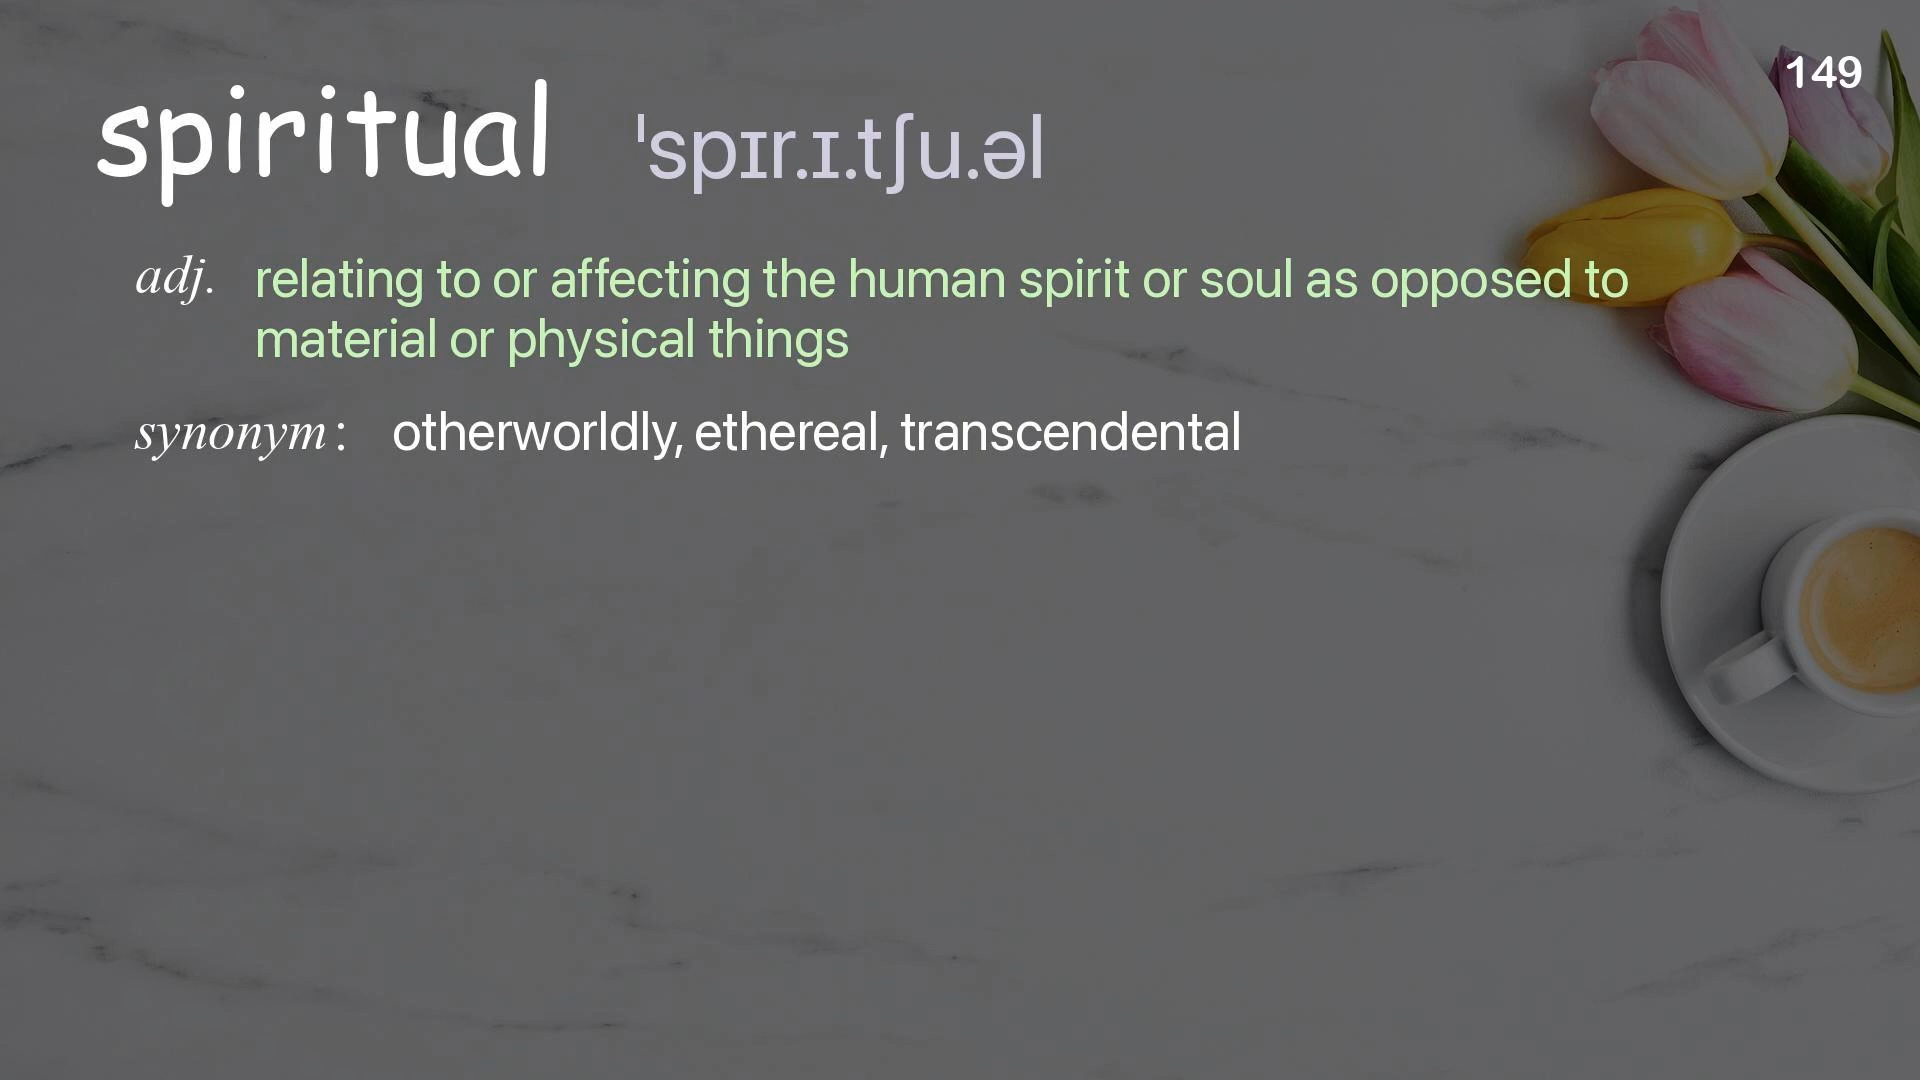 149
spiritual ˈspɪr.ɪ.tʃu.əl
adj. relating to or affecting the human spirit or soul as opposed to
material or physical things
synonym: otherworldly, ethereal, transcendental